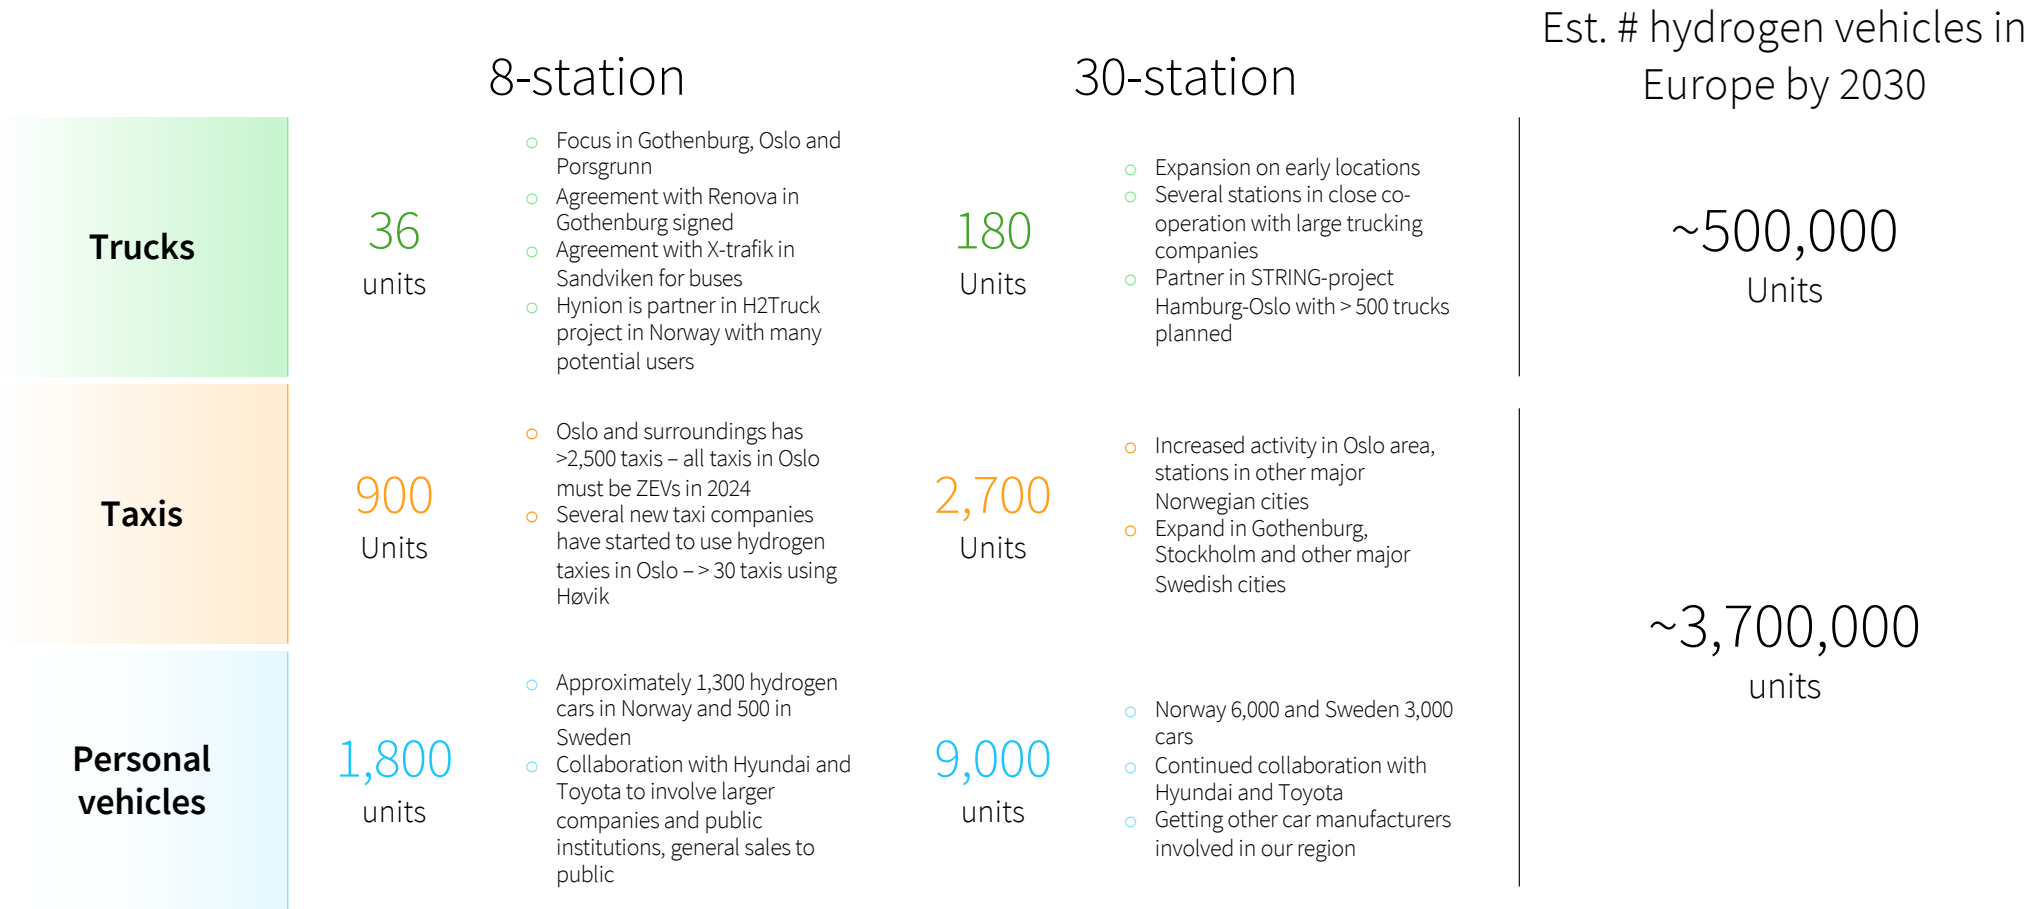 Est. # hydrogen vehicles in
Europe by 2030
8-station
30-station
Trucks
36
units
Focus in Gothenburg, Oslo and
Porsgrunn
Agreement with Renova in
Gothenburg signed
Agreement with X-trafik in
Sandviken for buses
Hynion is partner in H2Truck
project in Norway with many
potential users
180
Units
Expansion on early locations
Several stations in close co-
operation with large trucking
companies
Partner in STRING-project
Hamburg-Oslo with > 500 trucks
planned
~500,000
Units
Taxis
900
Units
Oslo and surroundings has
>2,500 taxis – all taxis in Oslo
must be ZEVs in 2024
Several new taxi companies
have started to use hydrogen
taxies in Oslo – > 30 taxis using
Høvik
2,700
Units
Increased activity in Oslo area,
stations in other major
Norwegian cities
Expand in Gothenburg,
Stockholm and other major
Swedish cities
~3,700,000
units
Personal
vehicles
1,800
units
Approximately 1,300 hydrogen
cars in Norway and 500 in
Sweden
Collaboration with Hyundai and
Toyota to involve larger
companies and public
institutions, general sales to
public
9,000
units
Norway 6,000 and Sweden 3,000
cars
Continued collaboration with
Hyundai and Toyota
Getting other car manufacturers
involved in our region